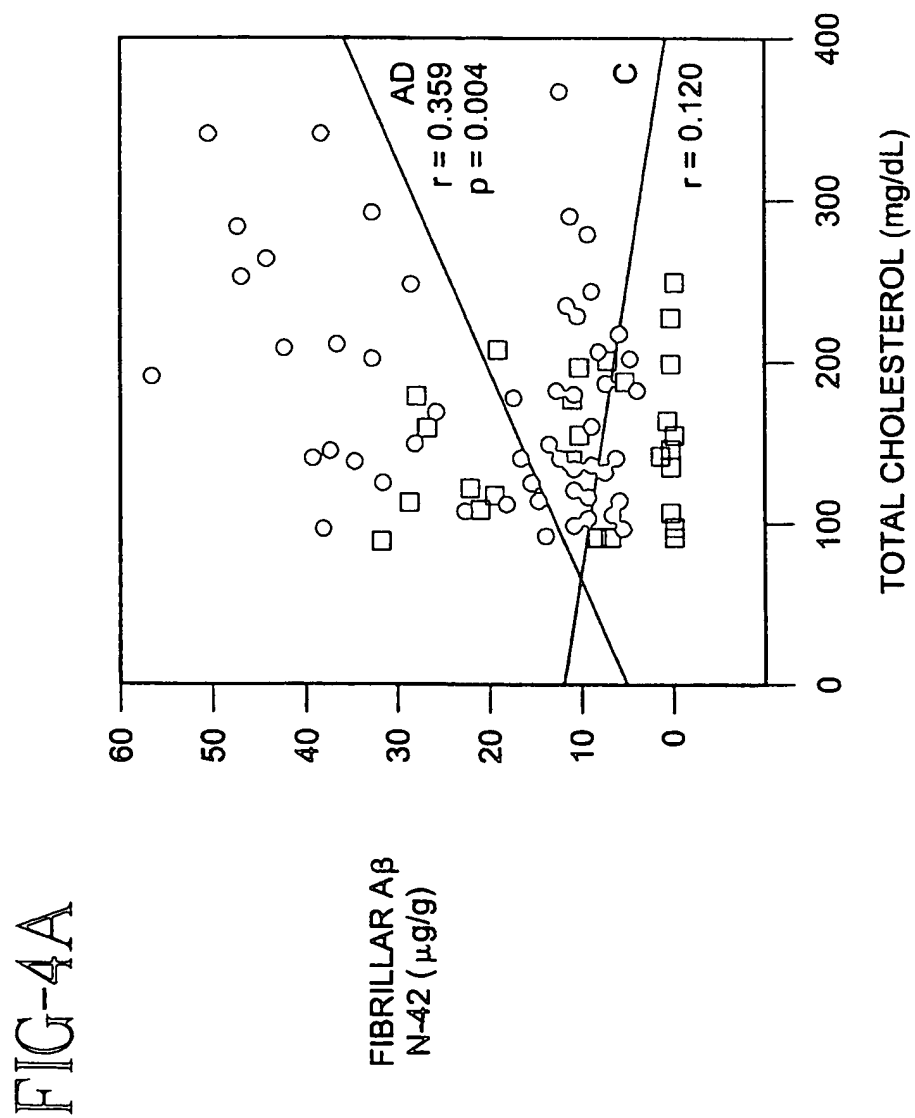 FIG-4A
FIBRILLAR Aβ
N-42 (μg/g)
60
50
40
30
20
10
0
AD
r = 0.359
p = 0.004
C
r = 0.120
0
100
200
300
400
TOTAL CHOLESTEROL (mg/dL)